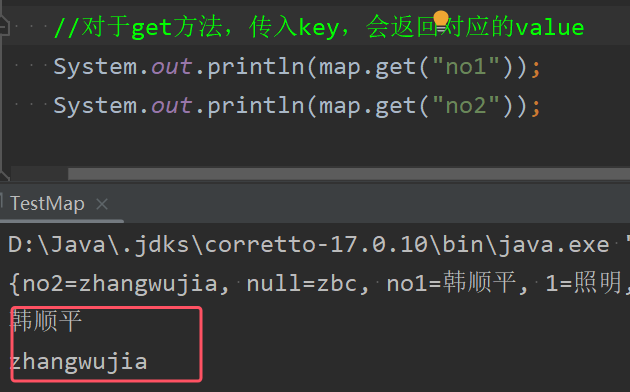 //对于get方法，传入key，会返回对应的value
System.out.println(map.get("no1"));
System.out.println(map.get("no2"));
TestMap ×
D:\Java\.jdks\corretto-17.0.10\bin\java.exe "
{no2=zhangwujia, null=zbc, no1=韩顺平, 1=照明,
韩顺平
zhangwujia